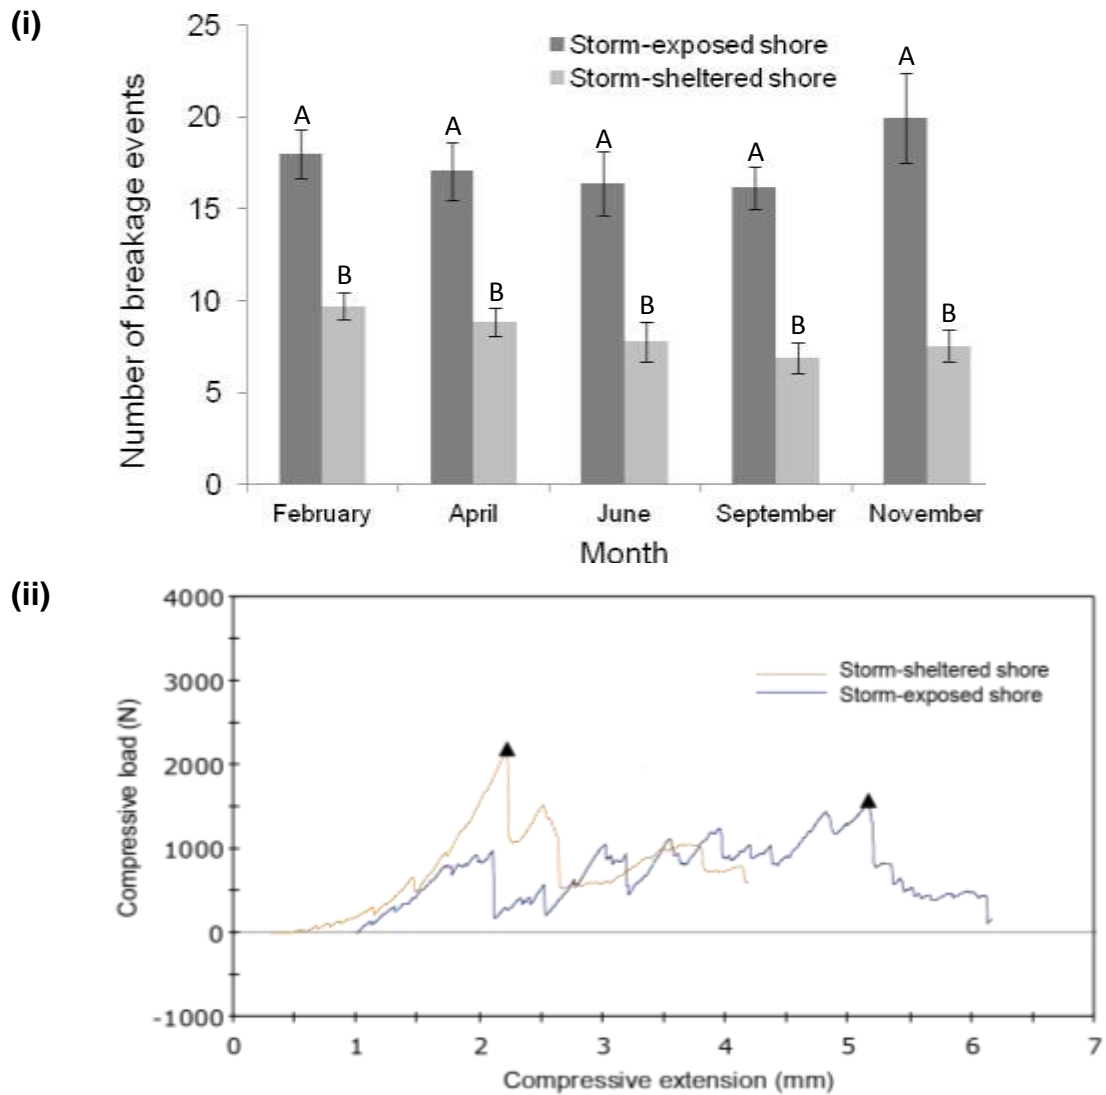 (i)
25
20
15
10
5
0
Number of breakage events
Storm-exposed shore
Storm-sheltered shore
A
B
A
B
A
B
A
B
A
B
February
April
June
September
November
Month
(ii)
4000
3000
2000
1000
0
-1000
Compressive load (N)
Storm-sheltered shore
Storm-exposed shore
0
1
2
3
4
5
6
7
Compressive extension (mm)